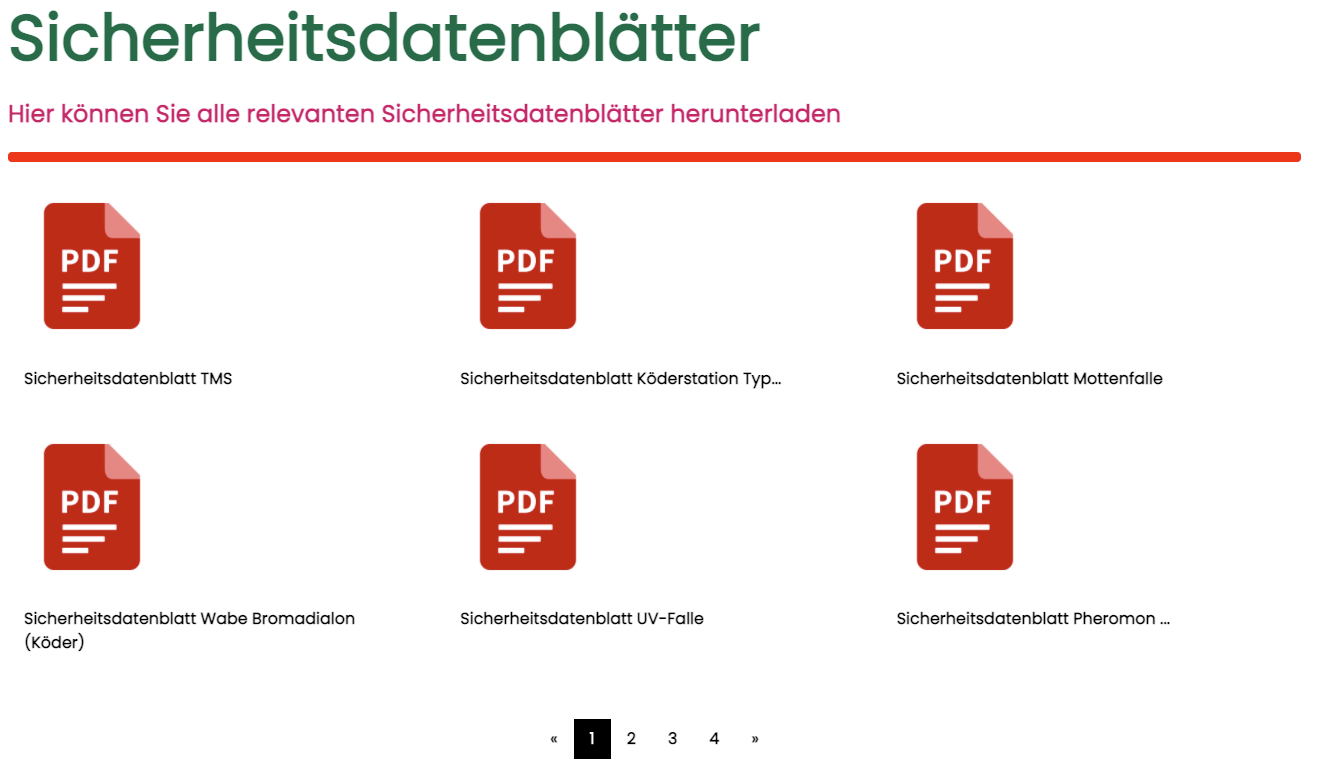 Sicherheitsdatenblätter
Hier können Sie alle relevanten Sicherheitsdatenblätter herunterladen
PDF
PDF
PDF
Sicherheitsdatenblatt TMS
Sicherheitsdatenblatt Köderstation Typ...
Sicherheitsdatenblatt Mottenfalle
PDF
PDF
PDF
Sicherheitsdatenblatt Wabe Bromadialon
(Köder)
Sicherheitsdatenblatt UV-Falle
Sicherheitsdatenblatt Pheromon ...
« 1 2 3 4 »